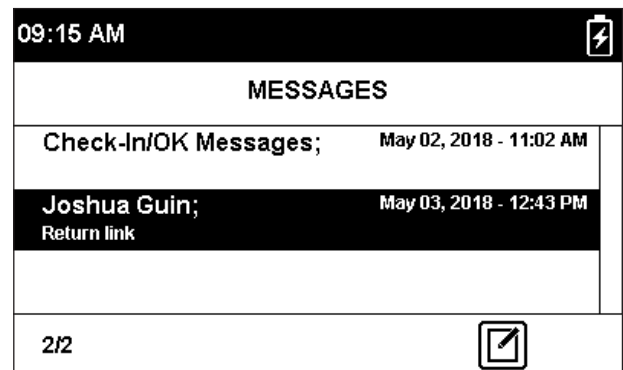 09:15 AM
MESSAGES
Check-In/OK Messages; May 02, 2018 - 11:02 AM
Joshua Guin; May 03, 2018 - 12:43 PM
Return link
2/2